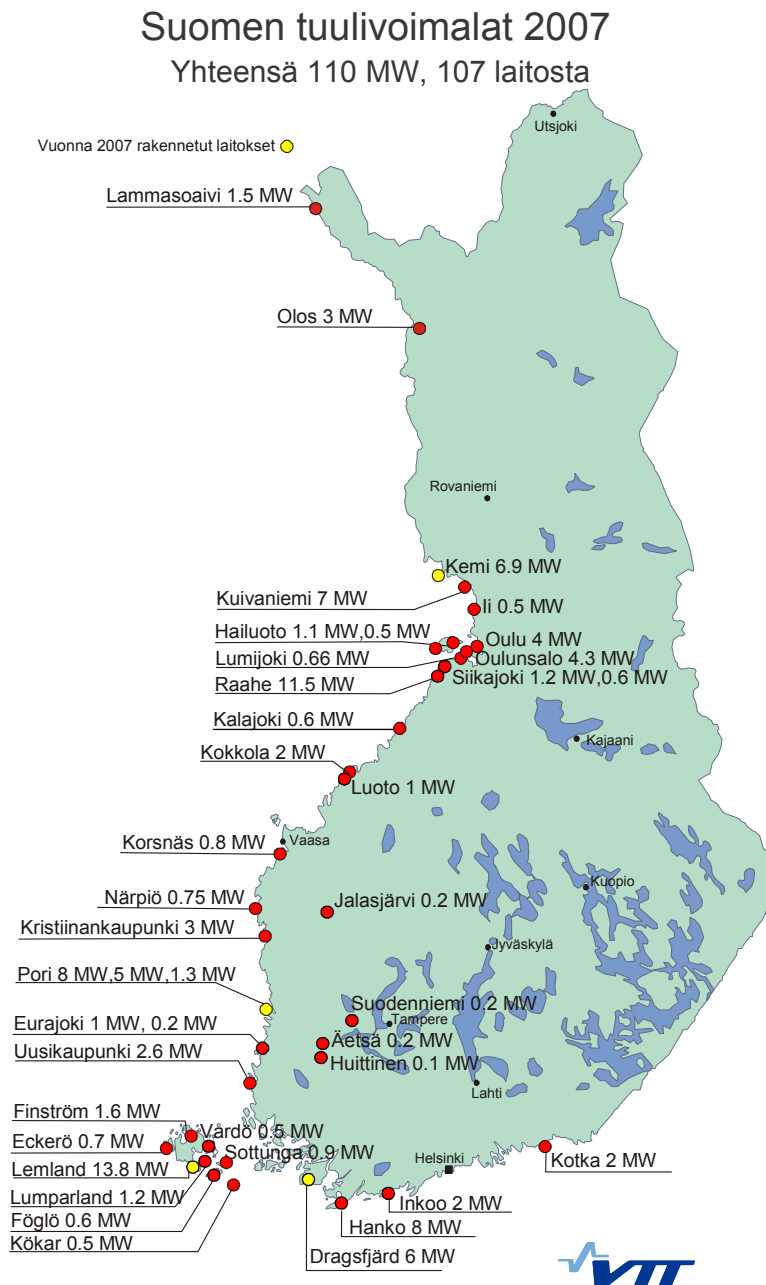 Suomen tuulivoimalat 2007
Yhteensä 110 MW, 107 laitosta
Utsjoki
Vuonna 2007 rakennetut laitokset
Lammasoaivi 1.5 MW
Olos 3 MW
Rovaniemi
Kemi 6.9 MW
Kuivaniemi 7 MW
Ii 0.5 MW
Hailuoto 1.1 MW,0.5 MW
Oulu 4 MW
Lumijoki 0.66 MW
Oulunsalo 4.3 MW
Siikajoki 1.2 MW,0.6 MW
Raahe 11.5 MW
Kalajoki 0.6 MW
Kajaani
Kokkola 2 MW
Luoto 1 MW
Korsnäs 0.8 MW
Vaasa
Kuopio
Närpiö 0.75 MW
Jalasjärvi 0.2 MW
Kristiinankaupunki 3 MW
Jyväskylä
Pori 8 MW,5 MW,1.3 MW
Suodenniemi 0.2 MW
Tampere
Eurajoki 1 MW, 0.2 MW
Äetsä 0.2 MW
Uusikaupunki 2.6 MW
Huittinen 0.1 MW
Lahti
Finström 1.6 MW
Vårdö 0.5 MW
Eckerö 0.7 MW
Sottunga 0.9 MW
Helsinki
Kotka 2 MW
Lemland 13.8 MW
Lumparland 1.2 MW
Inkoo 2 MW
Föglö 0.6 MW
Hanko 8 MW
Kökar 0.5 MW
Dragsfjärd 6 MW
VTT